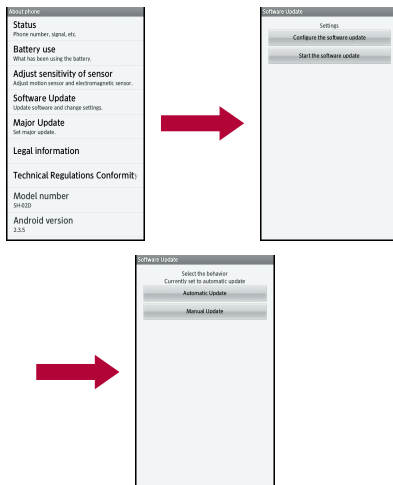 About phone
Status
Phone number, signal, etc.
Battery use
What has been using the battery.
Adjust sensitivity of sensor
Adjust motion sensor and electromagnetic sensor.
Software Update
Update software and change settings.
Major Update
Set major update.
Legal information
Technical Regulations Conformity
Model number
SH-02D
Android version
2.3.5
Software Update
Settings
Configure the software update
Start the software update
Software Update
Select the behavior
Currently set to automatic update
Automatic Update
Manual Update